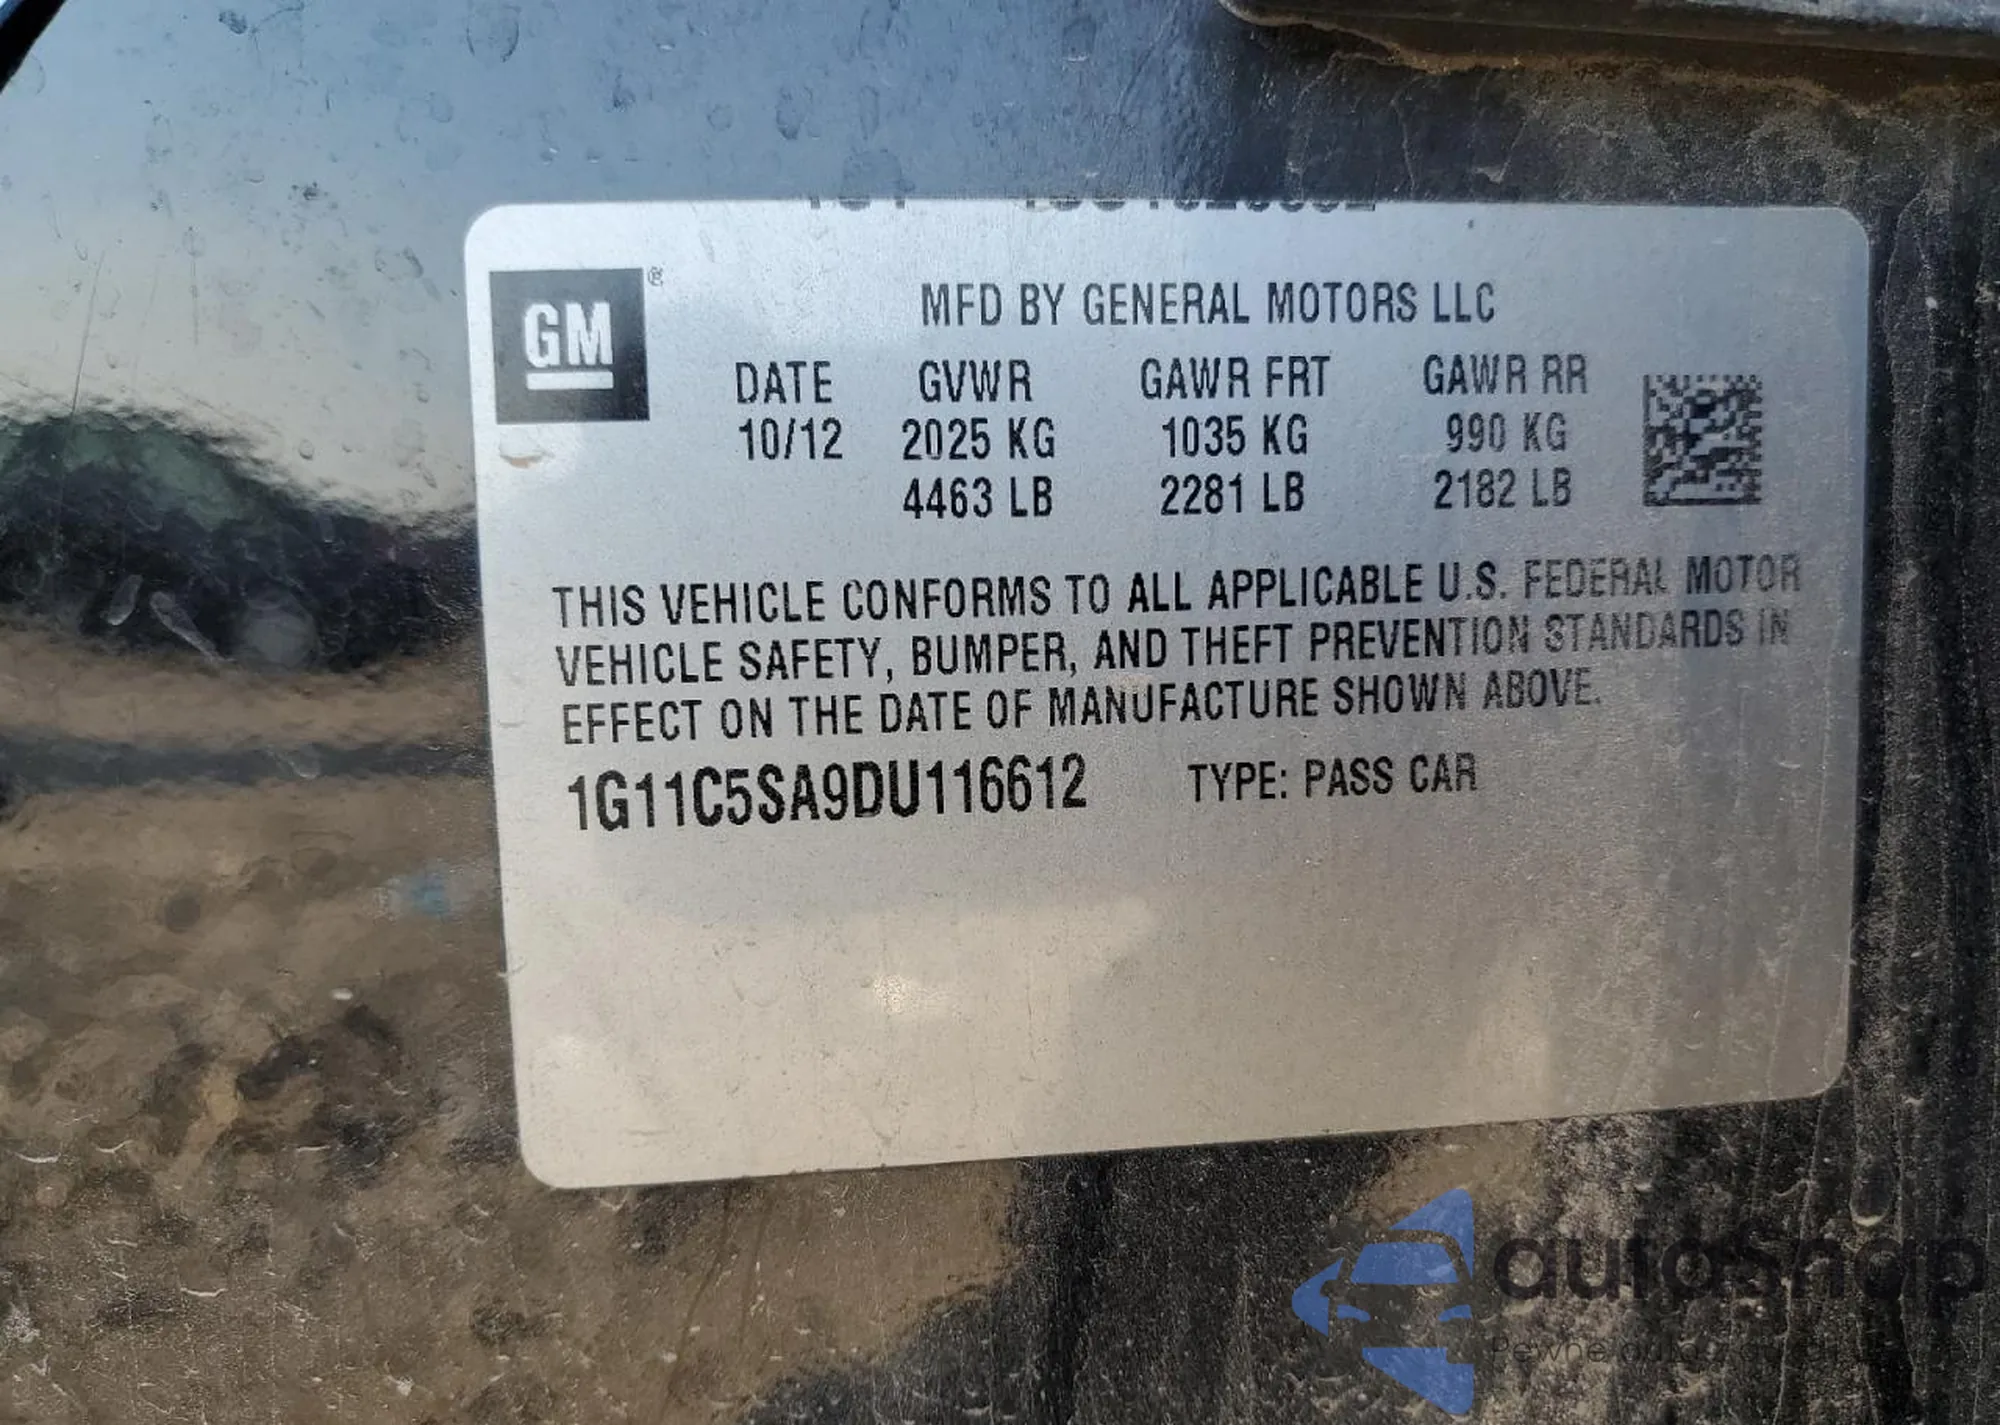 GM®
MFD BY GENERAL MOTORS LLC
DATE GVWR GAWR FRT GAWR RR
10/12 2025 KG 1035 KG 990 KG
4463 LB 2281 LB 2182 LB
THIS VEHICLE CONFORMS TO ALL APPLICABLE U.S. FEDERAL MOTOR
VEHICLE SAFETY, BUMPER, AND THEFT PREVENTION STANDARDS IN
EFFECT ON THE DATE OF MANUFACTURE SHOWN ABOVE.
1G11C5SA9DU116612 TYPE: PASS CAR
autoSnap
Pewne